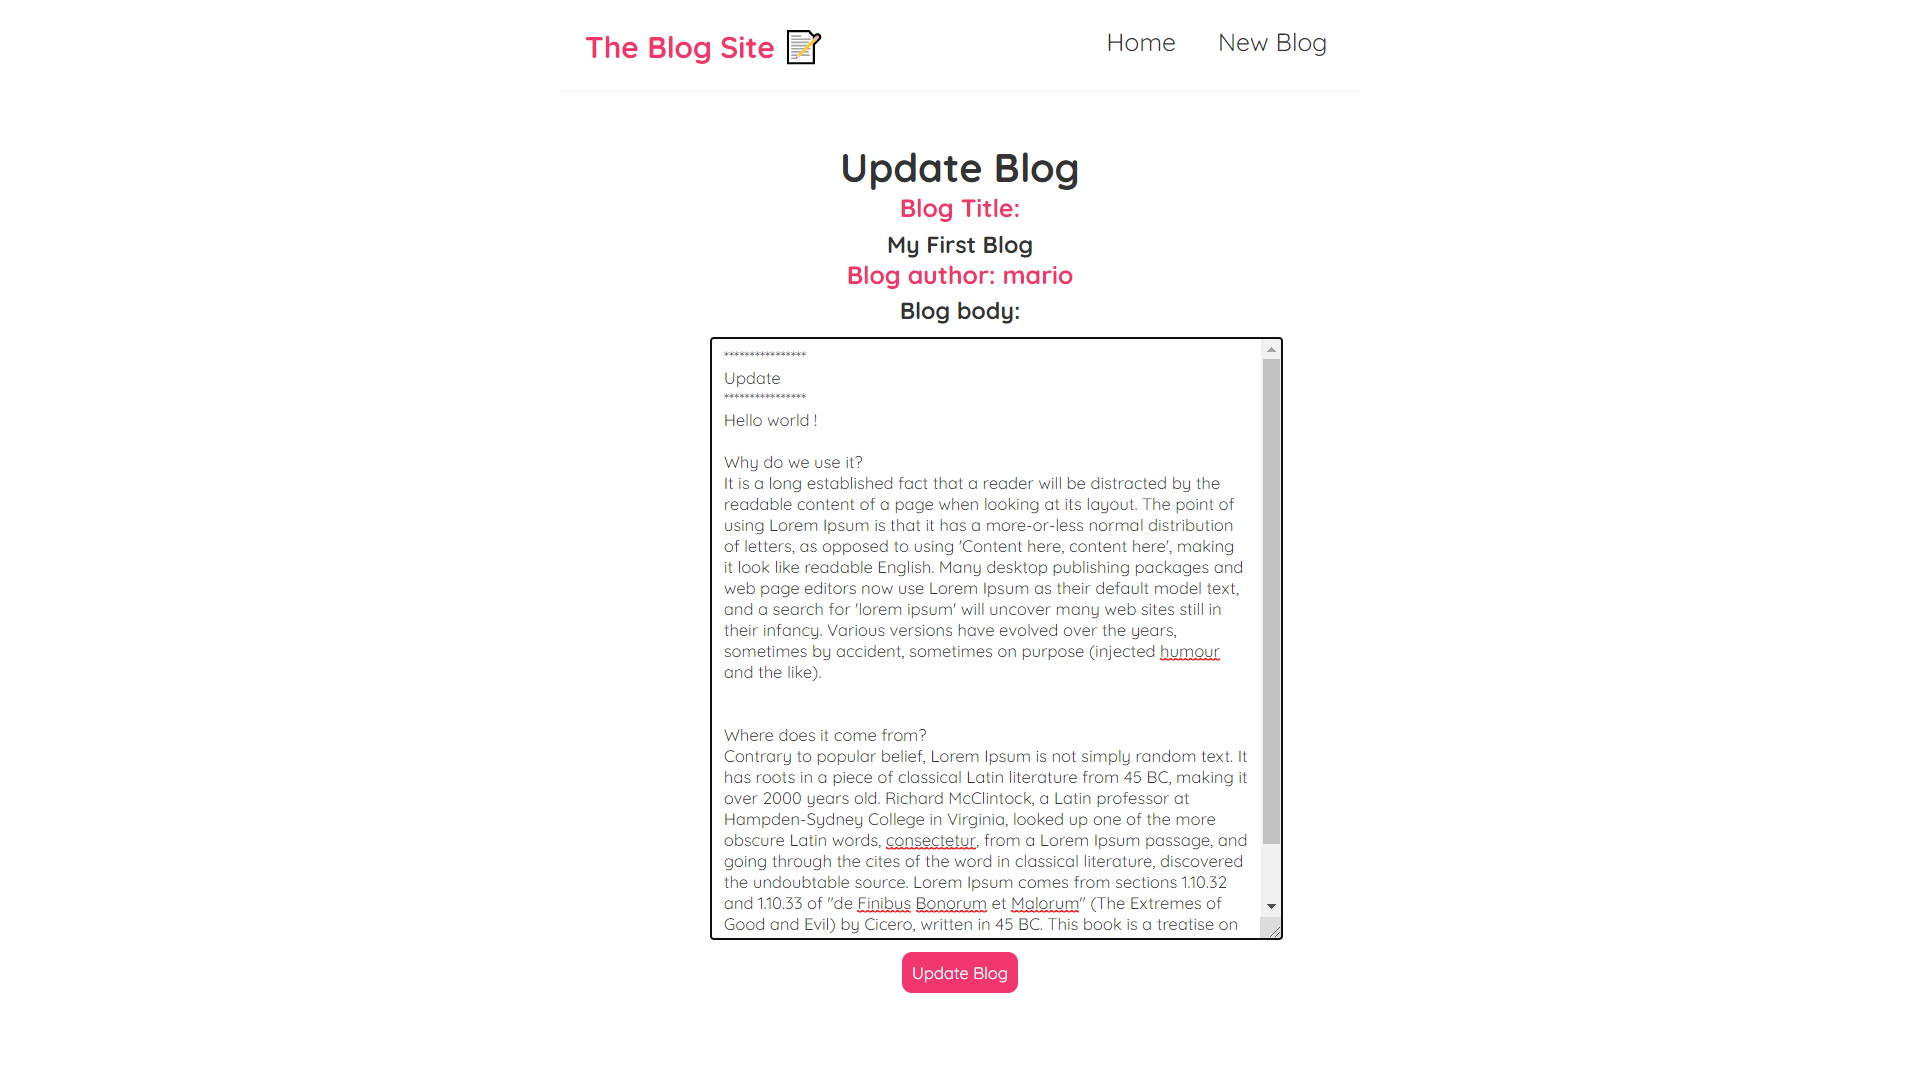 The Blog Site
Home
New Blog
Update Blog
Blog Title:
My First Blog
Blog author: mario
Blog body:
****************
Update
****************
Hello world !
Why do we use it?
It is a long established fact that a reader will be distracted by the
readable content of a page when looking at its layout. The point of
using Lorem Ipsum is that it has a more-or-less normal distribution
of letters, as opposed to using 'Content here, content here', making
it look like readable English. Many desktop publishing packages and
web page editors now use Lorem Ipsum as their default model text,
and a search for 'lorem ipsum' will uncover many web sites still in
their infancy. Various versions have evolved over the years,
sometimes by accident, sometimes on purpose (injected humour
and the like).
Where does it come from?
Contrary to popular belief, Lorem Ipsum is not simply random text. It
has roots in a piece of classical Latin literature from 45 BC, making it
over 2000 years old. Richard McClintock, a Latin professor at
Hampden-Sydney College in Virginia, looked up one of the more
obscure Latin words, consectetur, from a Lorem Ipsum passage, and
going through the cites of the word in classical literature, discovered
the undoubtable source. Lorem Ipsum comes from sections 1.10.32
and 1.10.33 of "de Finibus Bonorum et Malorum" (The Extremes of
Good and Evil) by Cicero, written in 45 BC. This book is a treatise on
Update Blog